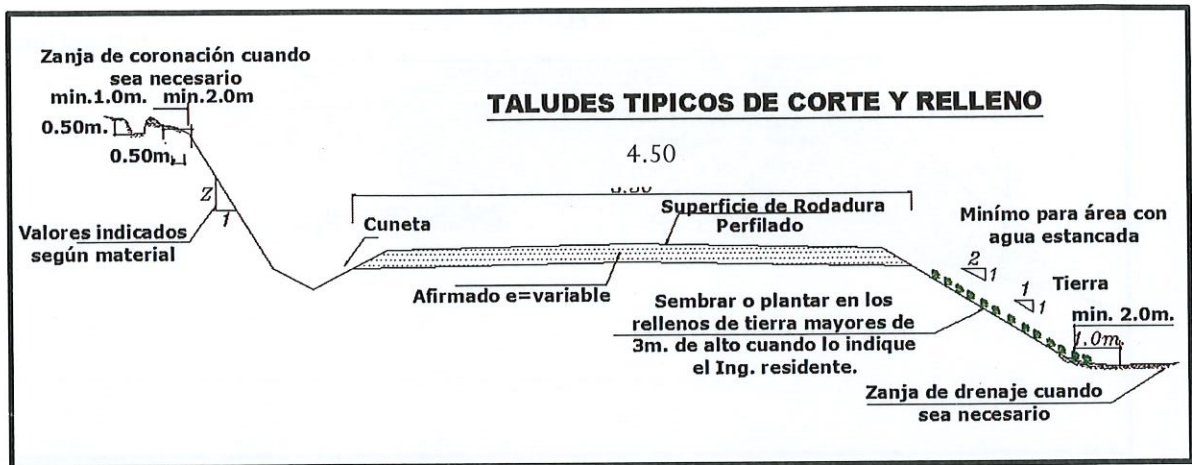 Zanja de coronación cuando
sea necesario
min.1.0m. min.2.0m
0.50m.
0.50m.
Z
1
Valores indicados
según material
TALUDES TIPICOS DE CORTE Y RELLENO
4.50
Cuneta
Superficie de Rodadura
Perfilado
Afirmado e=variable
Minímo para área con
agua estancada
2
1
1
1
Tierra
min. 2.0m.
1.0m.
Sembrar o plantar en los
rellenos de tierra mayores de
3m. de alto cuando lo indique
el Ing. residente.
Zanja de drenaje cuando
sea necesario